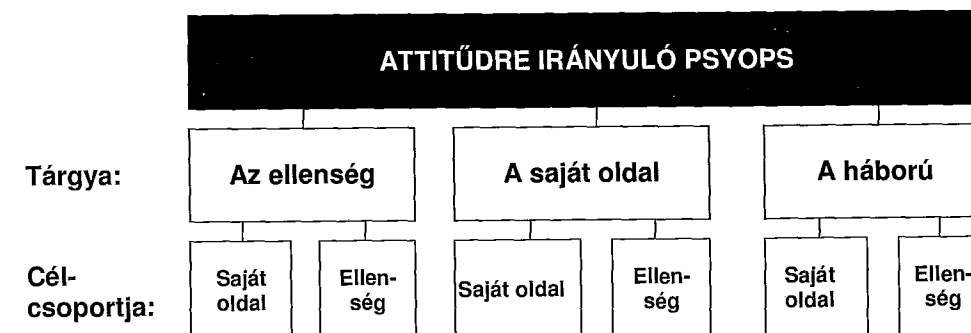 ATTITŰDRE IRÁNYULÓ PSYOPS
Tárgya:
Az ellenség
A saját oldal
A háború
Cél-
csoportja:
Saját
oldal
Ellen-
ség
Saját oldal
Ellen-
ség
Saját
oldal
Ellen-
ség